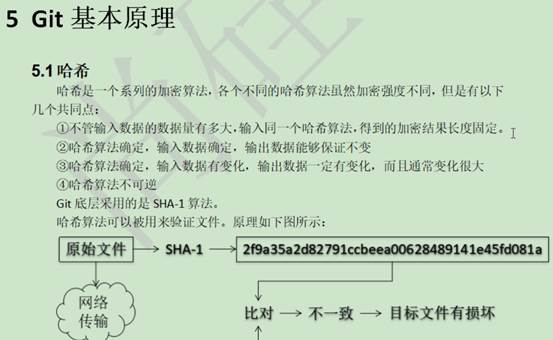 5 Git 基本原理
5.1 哈希
哈希是一个系列的加密算法，各个不同的哈希算法虽然加密强度不同，但是有以下
几个共同点：
①不管输入数据的数据量有多大，输入同一个哈希算法，得到的加密结果长度固定。
②哈希算法确定，输入数据确定，输出数据能够保证不变
③哈希算法确定，输入数据有变化，输出数据一定有变化，而且通常变化很大
④哈希算法不可逆
Git 底层采用的是 SHA-1 算法。
哈希算法可以被用来验证文件。原理如下图所示：
原始文件 SHA-1 2f9a35a2d82791ccbeea00628489141e45fd081a
网络
传输
比对 不一致 目标文件有损坏